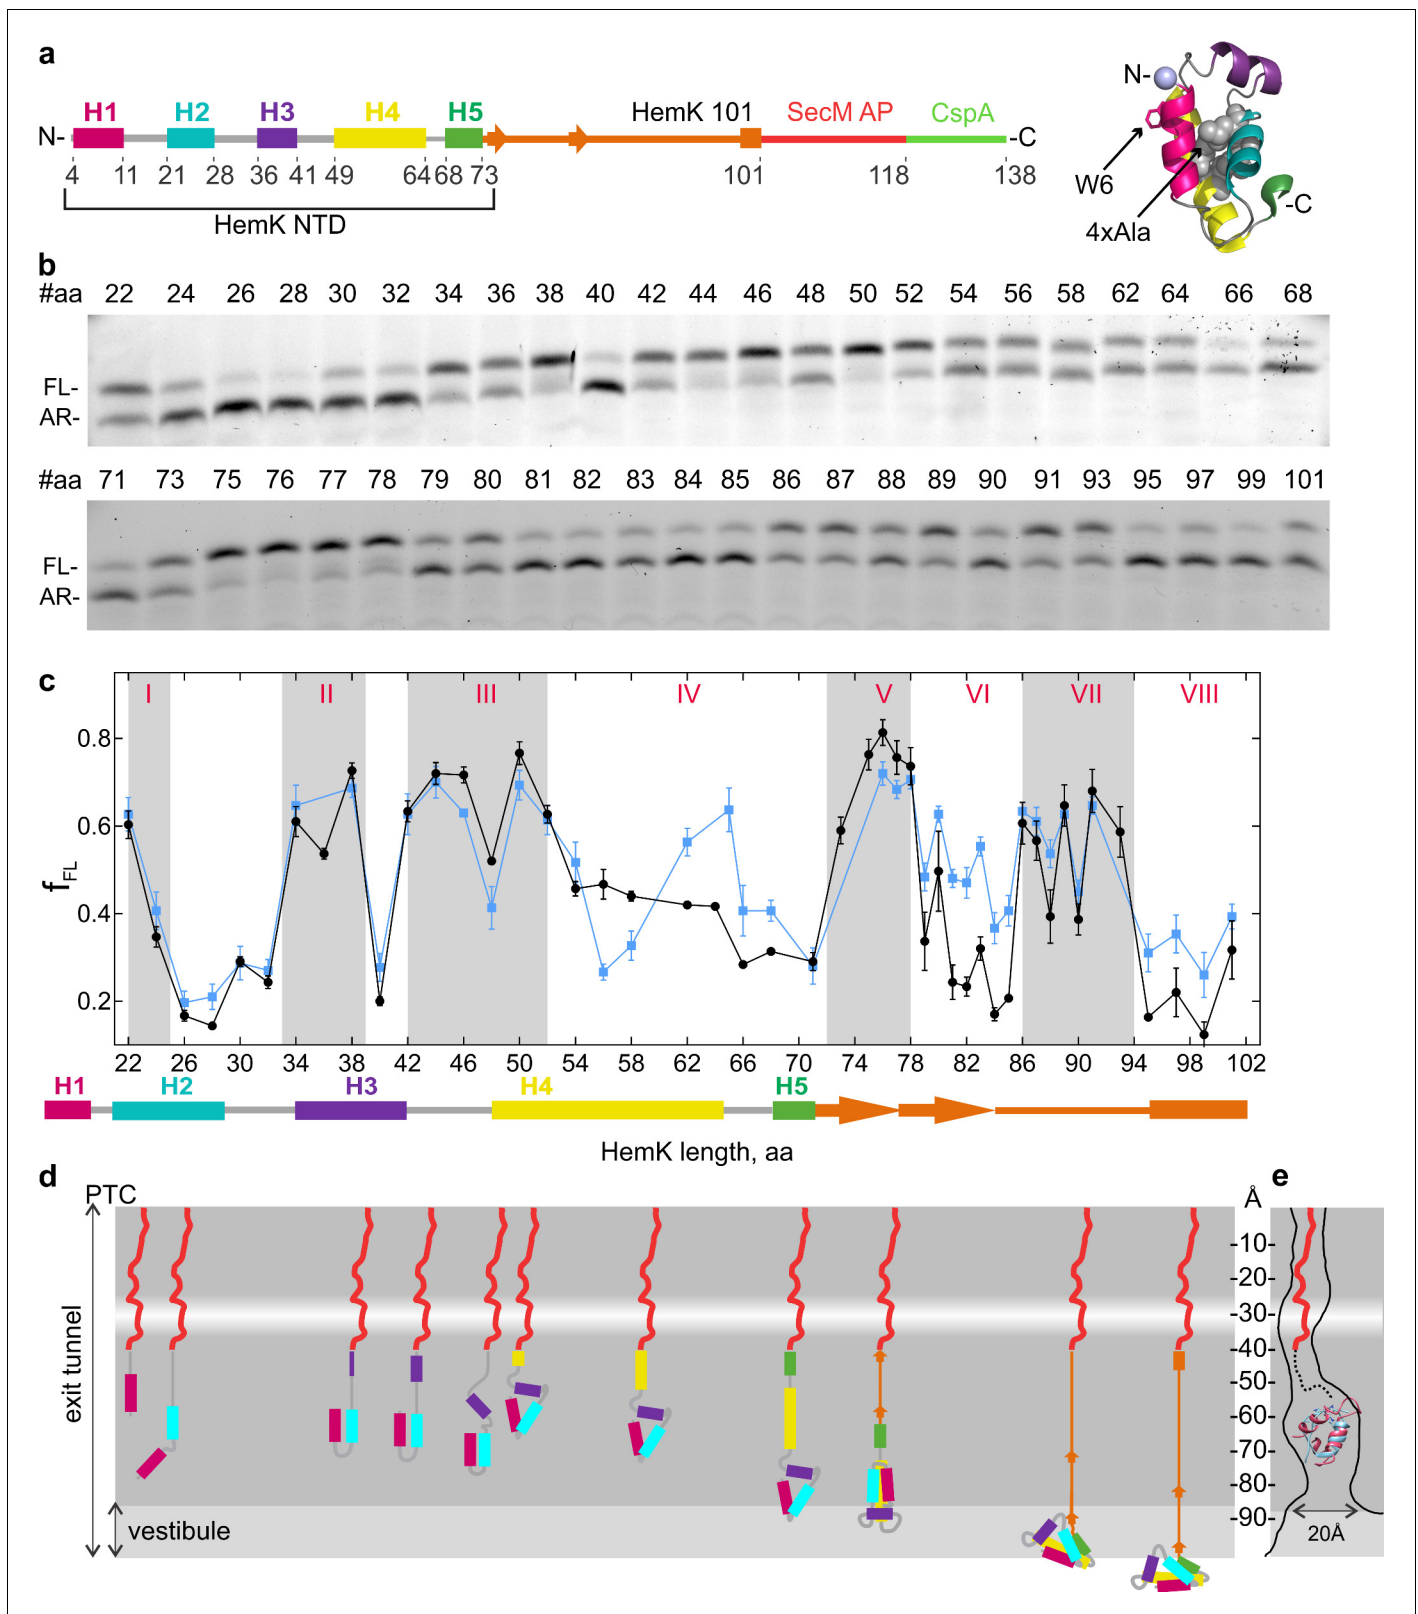 a
H1 H2 H3 H4 H5 HemK 101 SecM AP CspA
N- -C
4 11 21 28 36 41 49 64 68 73 101 118 138
HemK NTD
N-
W6
4xAla
-C
b
#aa 22 24 26 28 30 32 34 36 38 40 42 44 46 48 50 52 54 56 58 62 64 66 68
FL-
AR-
#aa 71 73 75 76 77 78 79 80 81 82 83 84 85 86 87 88 89 90 91 93 95 97 99 101
FL-
AR-
c
I II III IV V VI VII VIII
0.8
0.6
0.4
0.2
fFL
22 26 30 34 38 42 46 50 54 58 62 66 70 74 78 82 86 90 94 98 102
H1 H2 H3 H4 H5
HemK length, aa
d
PTC
exit tunnel
vestibule
Å
-10-
-20-
-30-
-40-
-50-
-60-
-70-
-80-
-90-
e
20Å